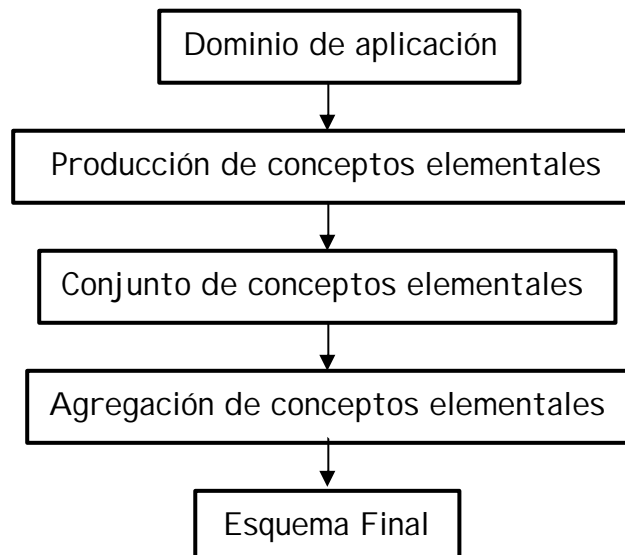 Dominio de aplicación
Producción de conceptos elementales
Conjunto de conceptos elementales
Agregación de conceptos elementales
Esquema Final